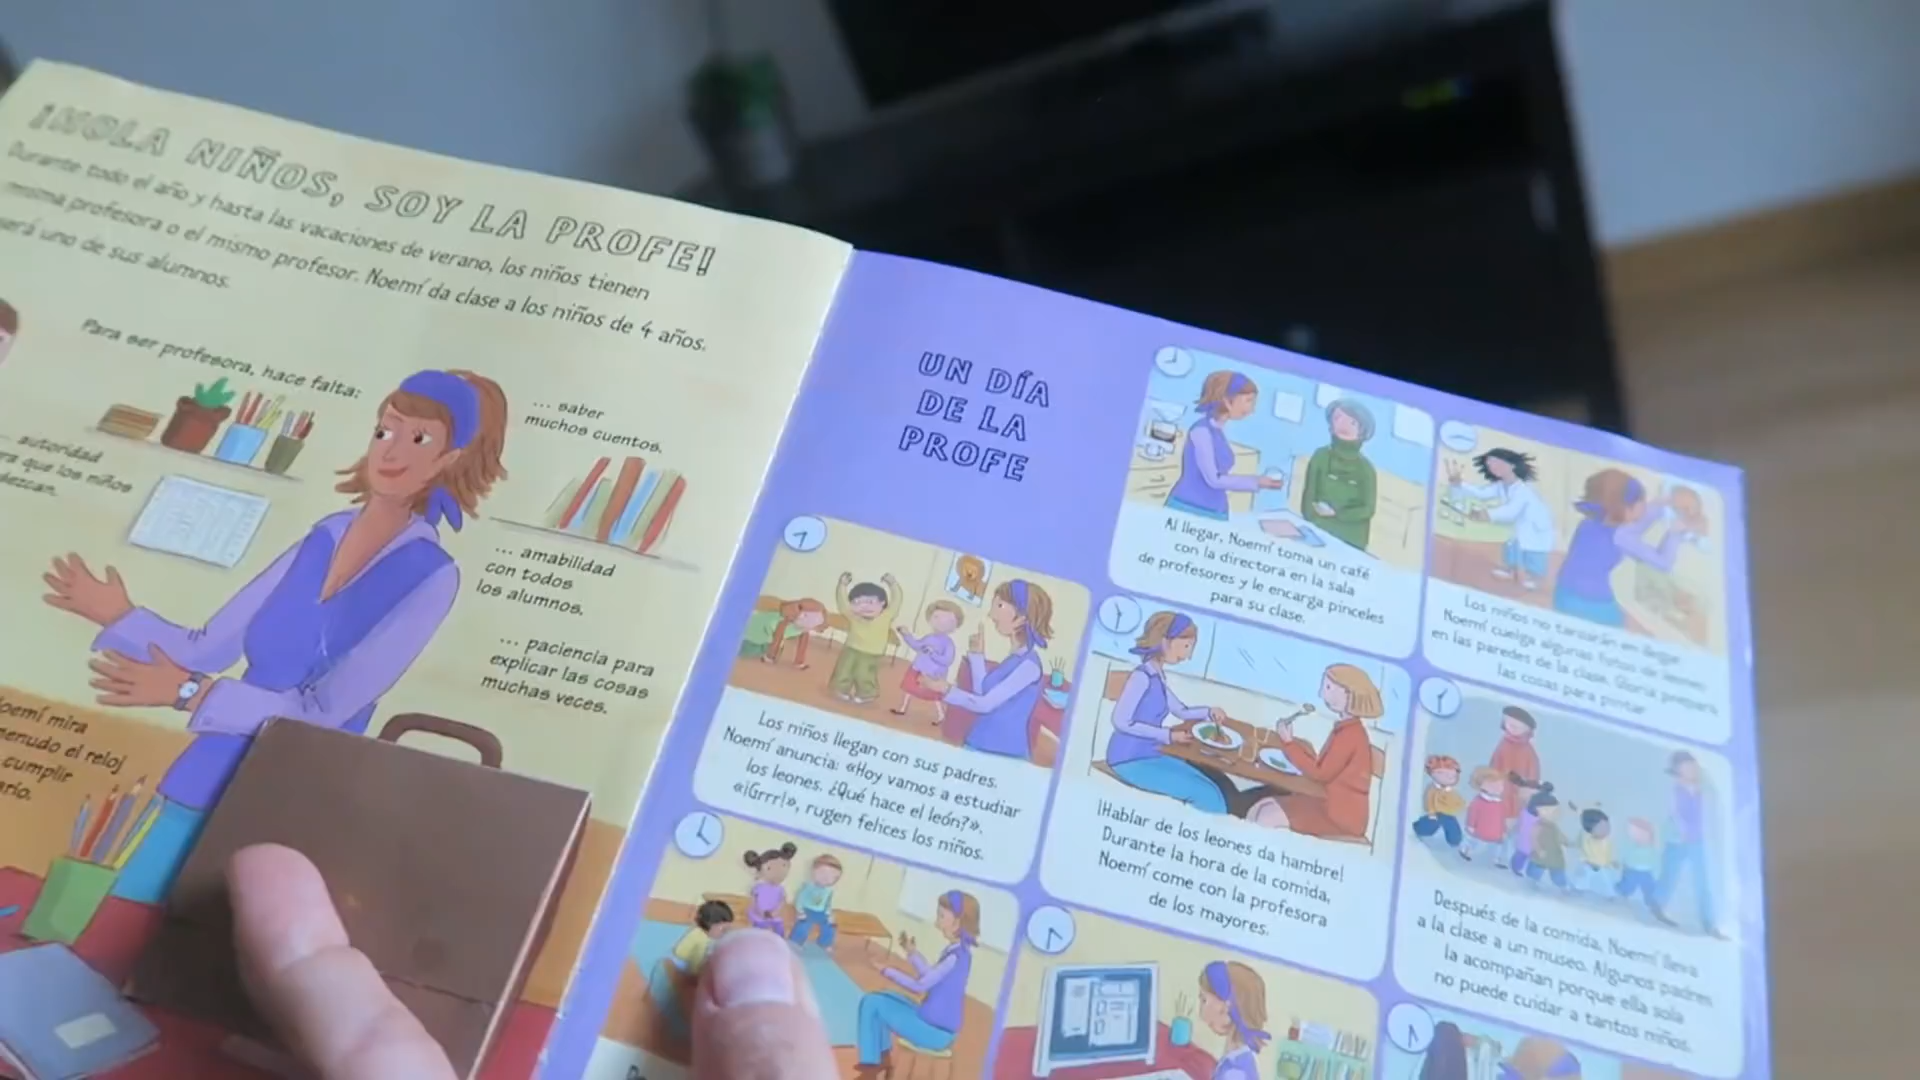 ¡HOLA NIÑOS, SOY LA PROFE!
Durante todo el año y hasta las vacaciones de verano, los niños tienen
misma profesora o el mismo profesor. Noemí da clase a los niños de 4 años.
será uno de sus alumnos.
Para ser profesora, hace falta:
... saber
muchos cuentos.
... autoridad
que los niños
... amabilidad
con todos
los alumnos.
... paciencia para
explicar las cosas
muchas veces.
Noemí mira
menudo el reloj
cumplir
UN DÍA
DE LA
PROFE
Al llegar, Noemí toma un café
con la directora en la sala
de profesores y le encarga pinceles
para su clase.
Los niños no tardarán en llegar.
Noemí cuelga algunas fotos de leones
en las paredes de la clase. Gloria prepara
las cosas para pintar
Los niños llegan con sus padres.
Noemí anuncia: «Hoy vamos a estudiar
los leones. ¿Qué hace el león?».
«¡Grrr!», rugen felices los niños.
¡Hablar de los leones da hambre!
Durante la hora de la comida,
Noemí come con la profesora
de los mayores.
Después de la comida, Noemí lleva
a la clase a un museo. Algunos padres
la acompañan porque ella sola
no puede cuidar a tantos niños.